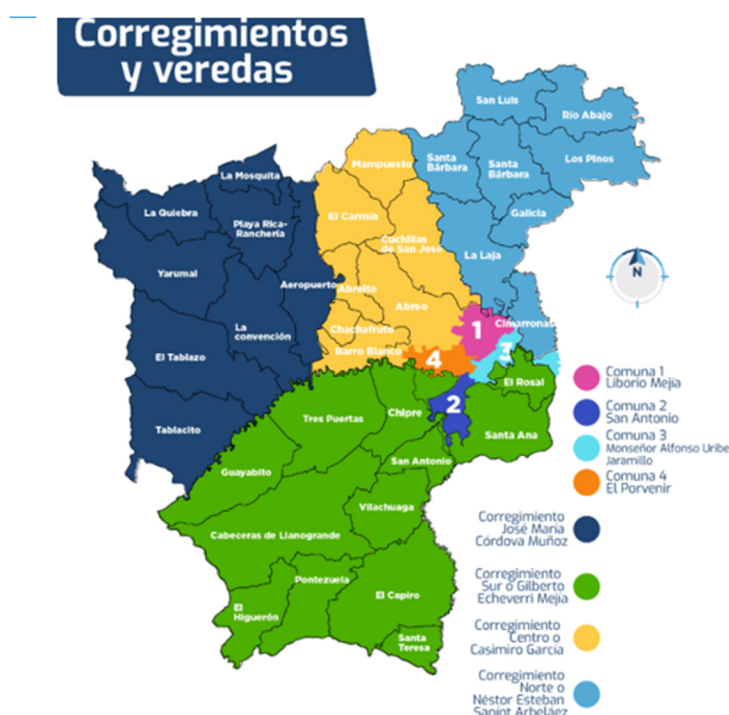 Corregimientos
y veredas
San Luis
Río Abajo
Mampuesto
Santa
Bárbara
Santa
Bárbara
Los Pinos
La Mosquita
La Quiebra
Playa Rica-
Ranchería
El Carmín
Galicia
Cuchillas
de San José
La Laja
N
Yarumal
Aeropuerto
Abreito
Abreo
La
convención
Chachafruto
1
Cimarronas
El Tablazo
Barro Blanco
4
3
El Rosal
Tablacito
Tres Puertas
Chipre
2
Santa Ana
Guayabito
San Antonio
Vilachuaga
Cabeceras de Llanogrande
Pontezuela
El Capiro
El
Higuerón
Santa
Teresa
Comuna 1
Liborio Mejía
Comuna 2
San Antonio
Comuna 3
Monseñor Alfonso Uribe
Jaramillo
Comuna 4
El Porvenir
Corregimiento
José María
Córdova Muñoz
Corregimiento
Sur o Gilberto
Echeverri Mejía
Corregimiento
Centro o
Casimiro García
Corregimiento
Norte o
Néstor Esteban
Sanint Arbeláez